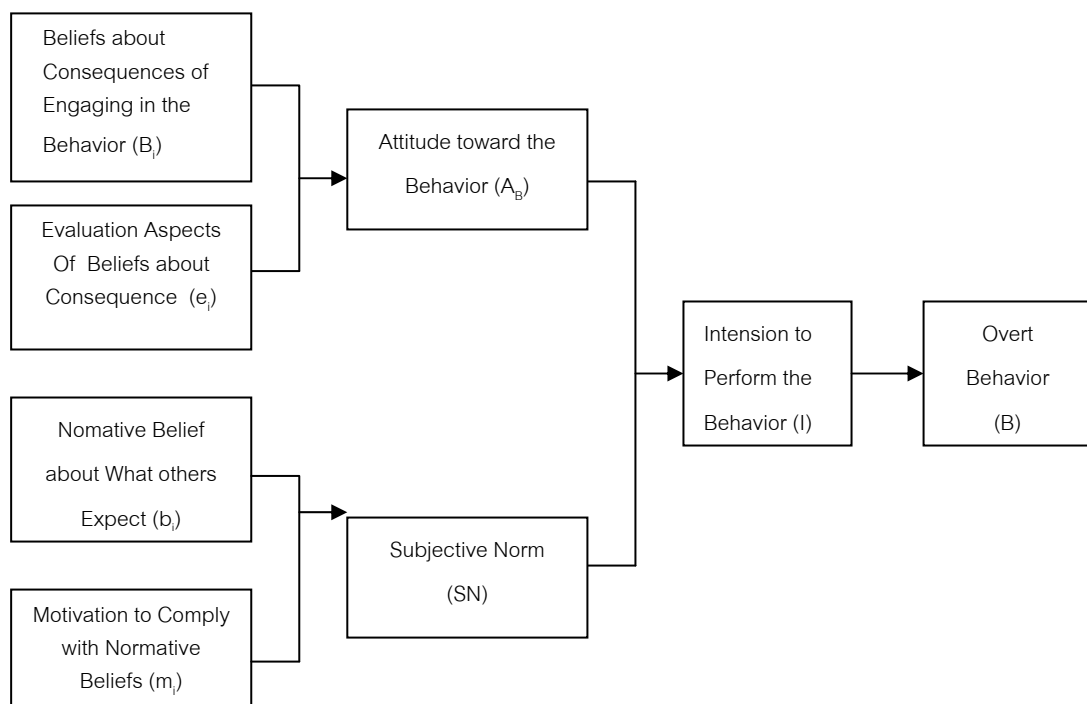 Beliefs about
Consequences of
Engaging in the
Behavior (Bᵢ)
Evaluation Aspects
Of Beliefs about
Consequence (eᵢ)
Nomative Belief
about What others
Expect (bᵢ)
Motivation to Comply
with Normative
Beliefs (mᵢ)
Attitude toward the
Behavior (A_B)
Subjective Norm
(SN)
Intension to
Perform the
Behavior (I)
Overt
Behavior
(B)